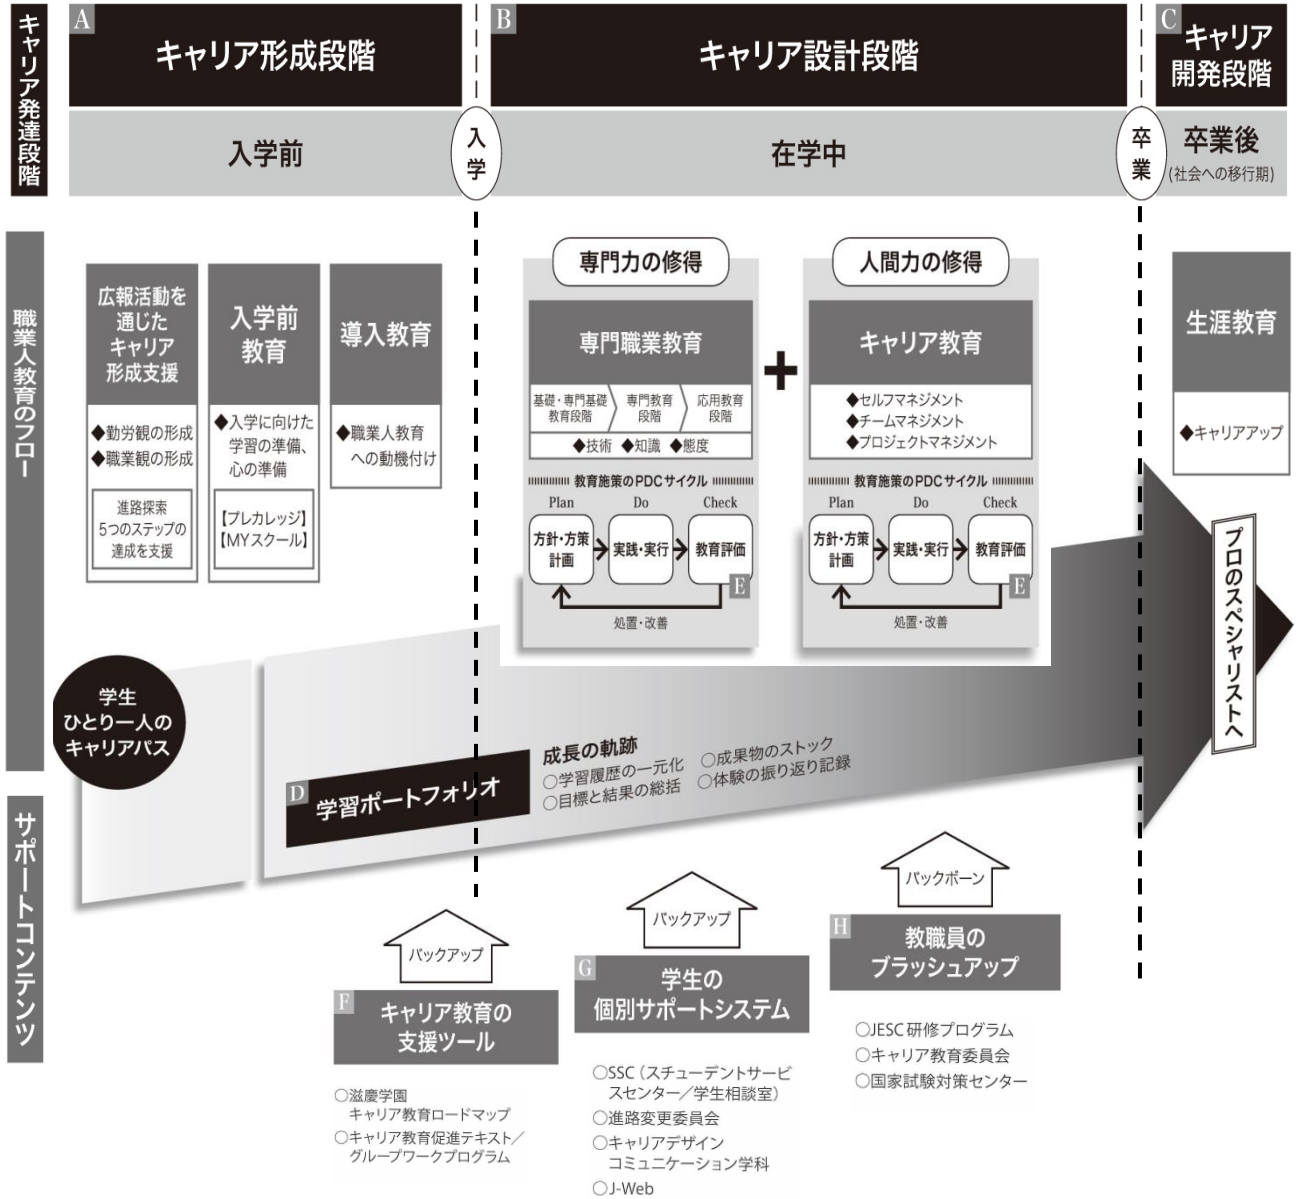 キャリア発達段階
A
キャリア形成段階
B
キャリア設計段階
C
キャリア
開発段階
入学前
入学
在学中
卒業
卒業後
(社会への移行期)
職業人教育のフロー
広報活動を
通じた
キャリア
形成支援
◆勤労観の形成
◆職業観の形成
進路探索
5つのステップの
達成を支援
入学前
教育
◆入学に向けた
学習の準備、
心の準備
【プレカレッジ】
【MYスクール】
導入教育
◆職業人教育
への動機付け
専門力の修得
専門職業教育
基礎・専門基礎
教育段階
専門教育
段階
応用教育
段階
◆技術 ◆知識 ◆態度
教育施策のPDCサイクル
Plan
Do
Check
方針・方策
計画
実践・実行
教育評価
E
処置・改善
+
人間力の修得
キャリア教育
◆セルフマネジメント
◆チームマネジメント
◆プロジェクトマネジメント
教育施策のPDCサイクル
Plan
Do
Check
方針・方策
計画
実践・実行
教育評価
E
処置・改善
生涯教育
◆キャリアアップ
プロのスペシャリストへ
学生
ひとり一人の
キャリアパス
D
学習ポートフォリオ
成長の軌跡
○学習履歴の一元化
○目標と結果の総括
○成果物のストック
○体験の振り返り記録
サポートコンテンツ
バックアップ
F
キャリア教育の
支援ツール
○滋慶学園
キャリア教育ロードマップ
○キャリア教育促進テキスト/
グループワークプログラム
バックアップ
G
学生の
個別サポートシステム
○SSC(スチューデントサービ
スセンター/学生相談室)
○進路変更委員会
○キャリアデザイン
コミュニケーション学科
○J-Web
バックボーン
H
教職員の
ブラッシュアップ
○JESC研修プログラム
○キャリア教育委員会
○国家試験対策センター